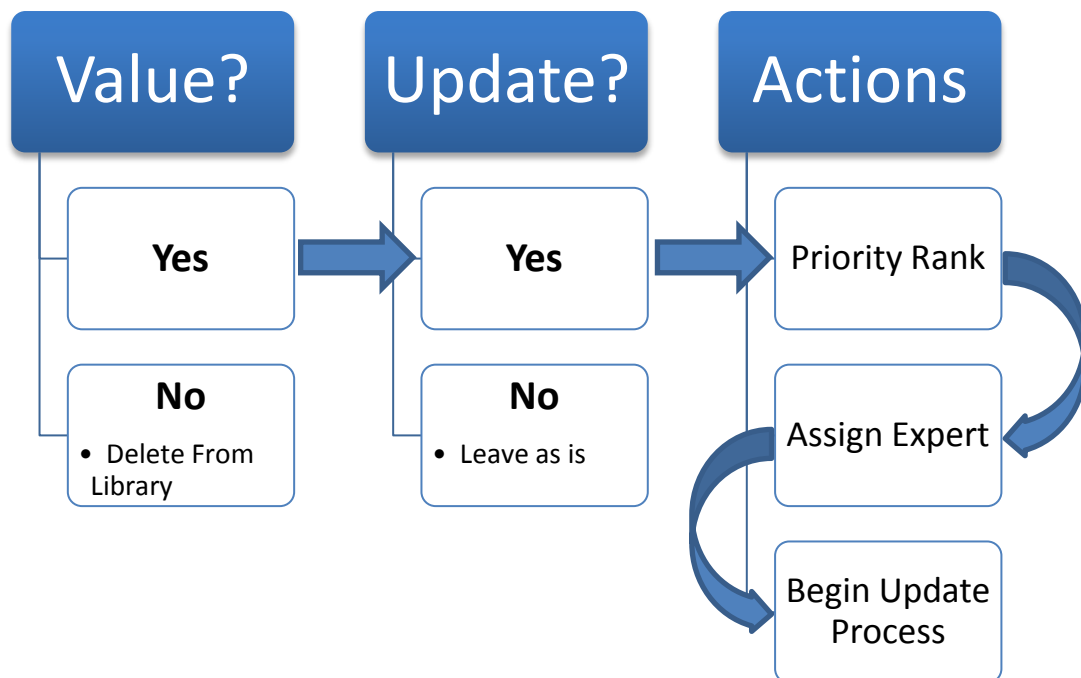 Value?
Yes
No
• Delete From
Library
Update?
Yes
No
• Leave as is
Actions
Priority Rank
Assign Expert
Begin Update
Process